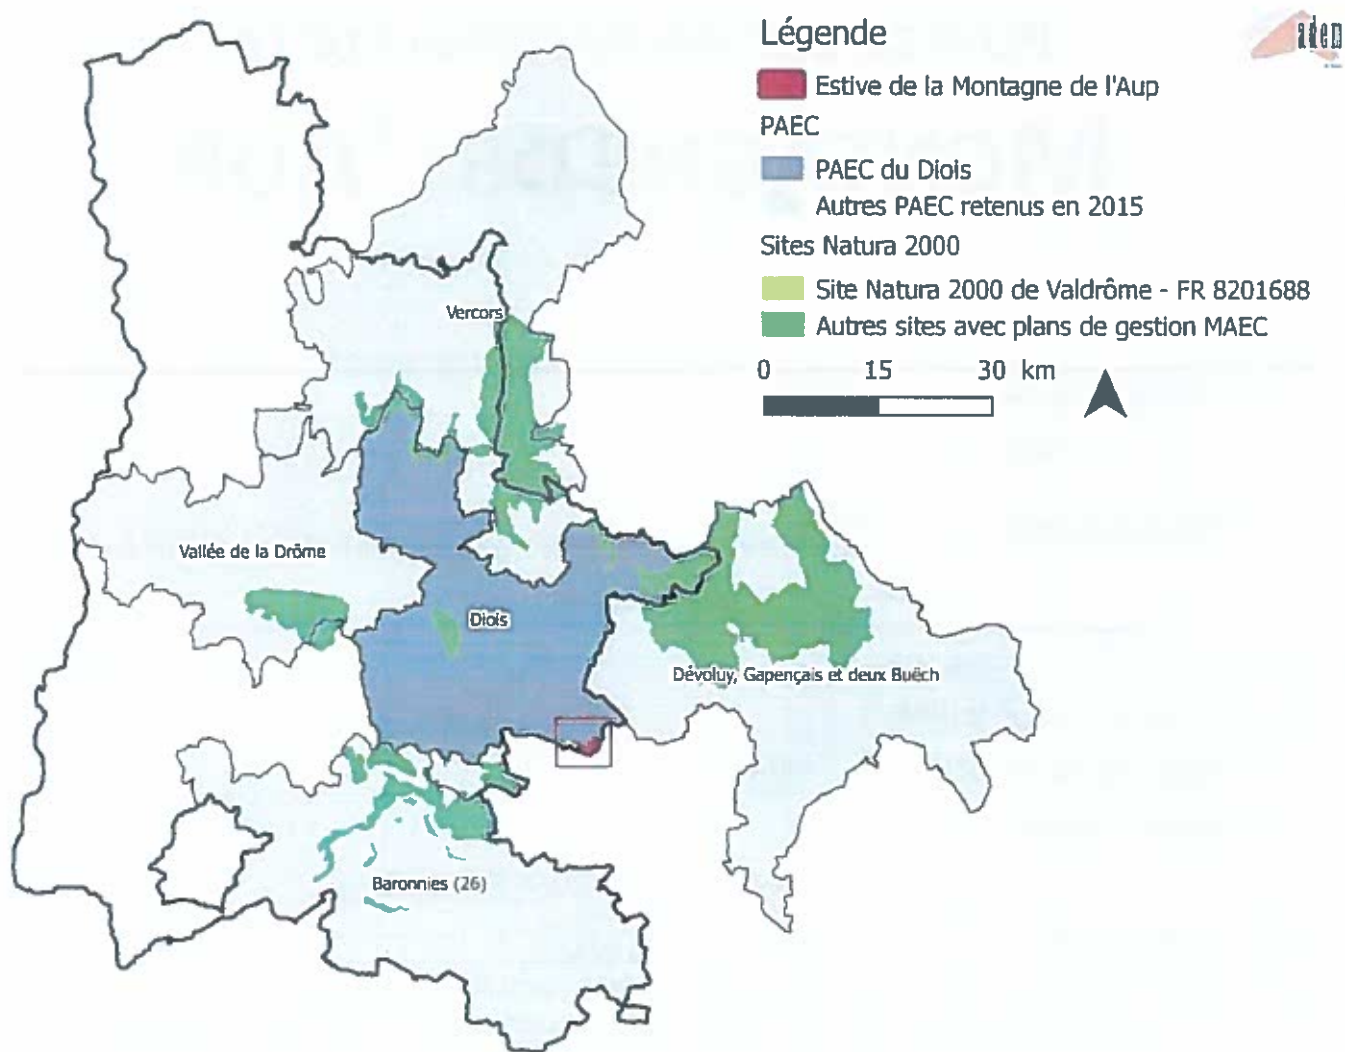 Légende
adem
Estive de la Montagne de l'Aup
PAEC
PAEC du Diois
Autres PAEC retenus en 2015
Sites Natura 2000
Site Natura 2000 de Valdrôme - FR 8201688
Autres sites avec plans de gestion MAEC
0 15 30 km
Vercors
Vallée de la Drôme
Diois
Dévoluy, Gapençais et deux Buëch
Baronnies (26)